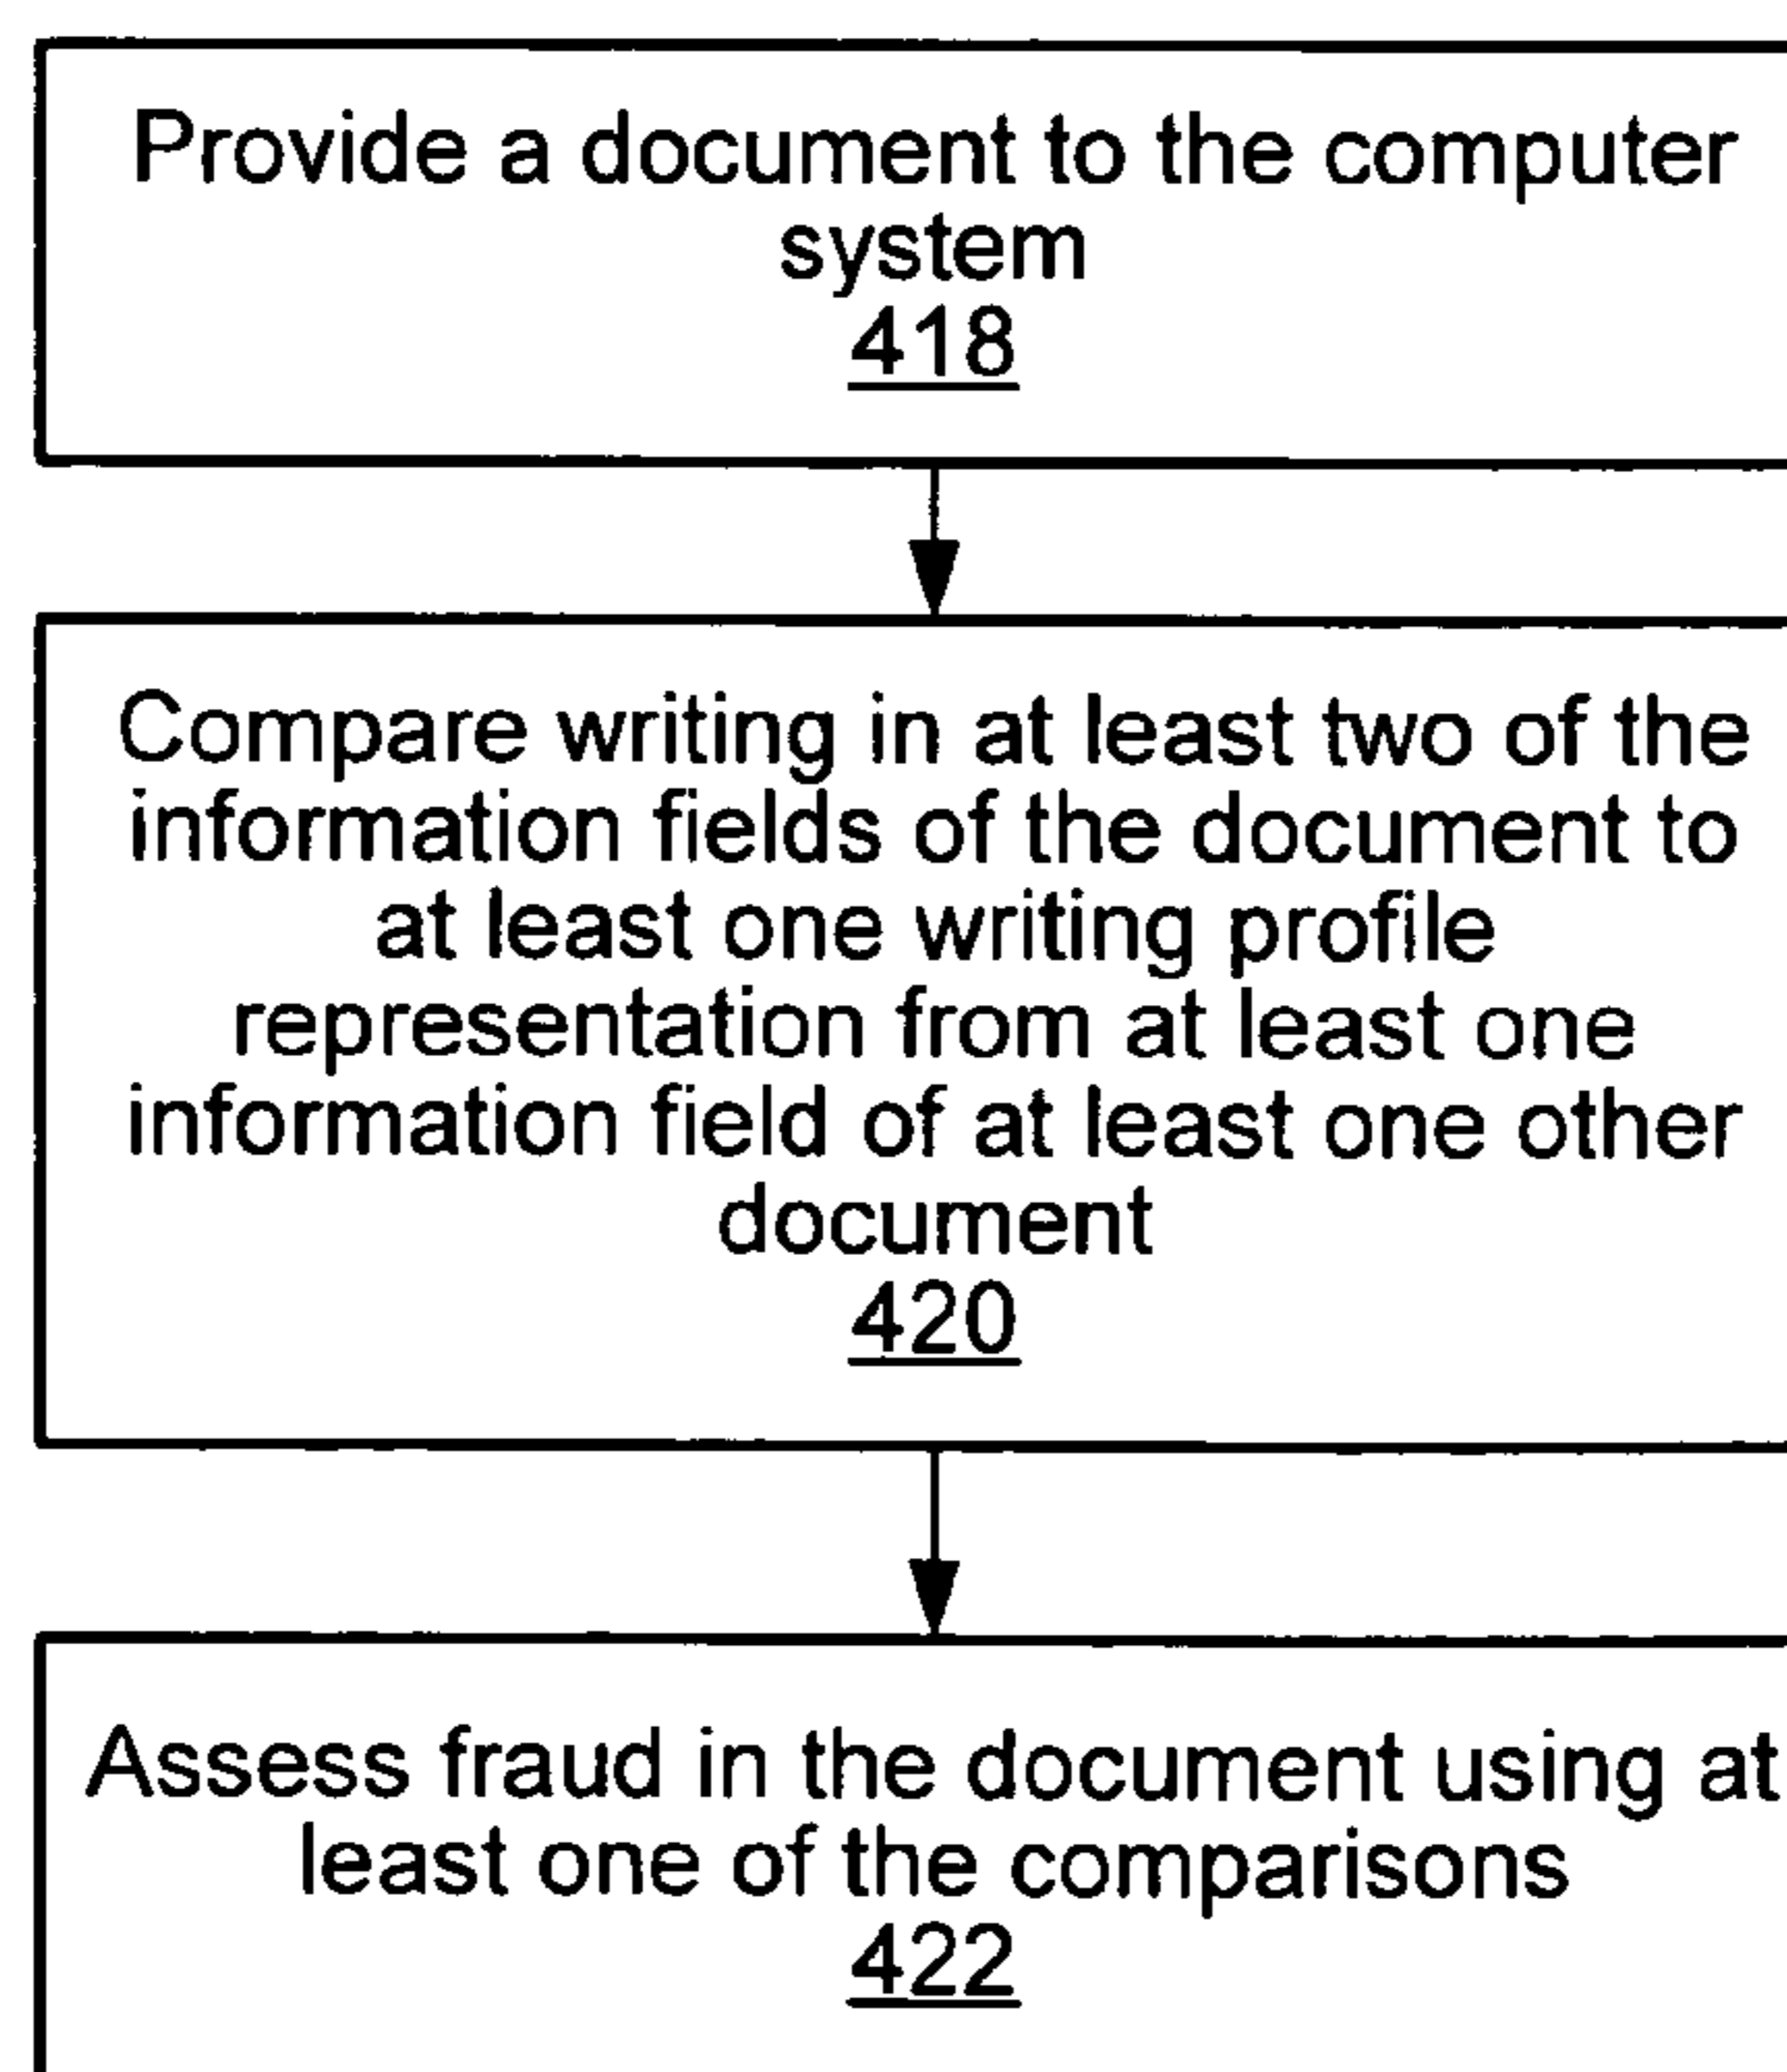 Provide a document to the computer
system
418
Compare writing in at least two of the
information fields of the document to
at least one writing profile
representation from at least one
information field of at least one other
document
420
Assess fraud in the document using at
least one of the comparisons
422